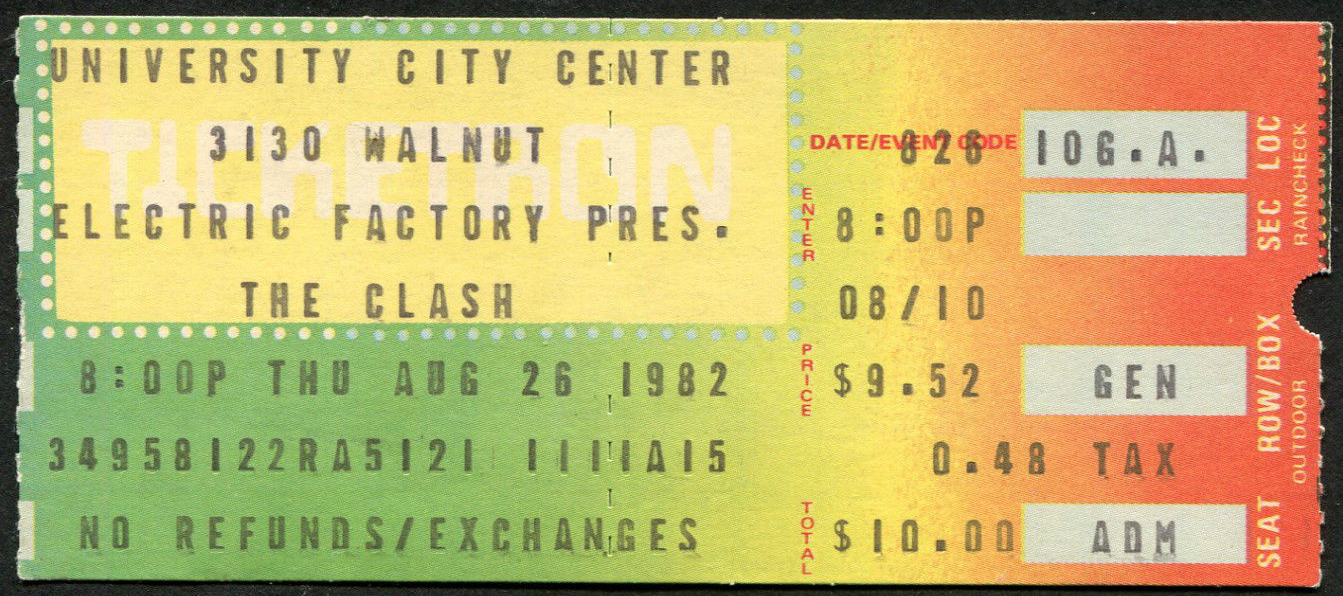 UNIVERSITY CITY CENTER
TICKETRON
3130 WALNUT
ELECTRIC FACTORY PRES.
THE CLASH
8:00P THU AUG 26 1982
34958122RA5121 1111A15
NO REFUNDS/EXCHANGES
DATE/EVENT CODE 828 10G.A.
ENTER 8:00P
08/10
PRICE $9.52 GEN
0.48 TAX
TOTAL $10.00 ADM
SEAT ROW/BOX SEC LOC
OUTDOOR RAINCHECK